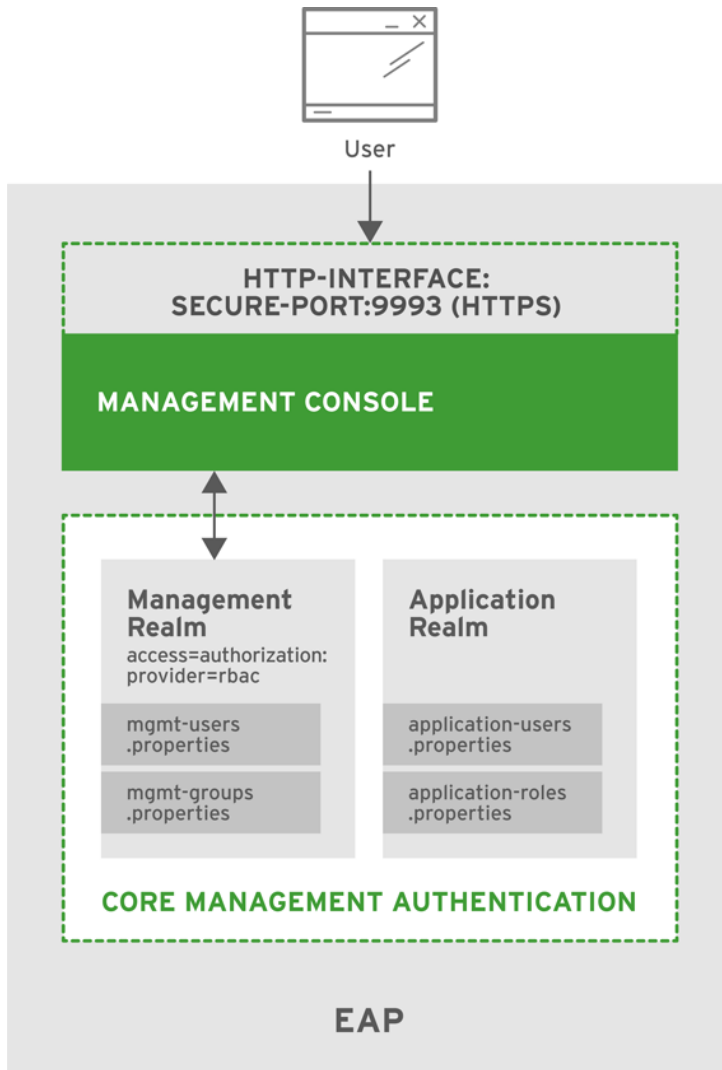 User
HTTP-INTERFACE:
SECURE-PORT:9993 (HTTPS)
MANAGEMENT CONSOLE
Management
Realm
access=authorization:
provider=rbac
mgmt-users
.properties
mgmt-groups
.properties
Application
Realm
application-users
.properties
application-roles
.properties
CORE MANAGEMENT AUTHENTICATION
EAP